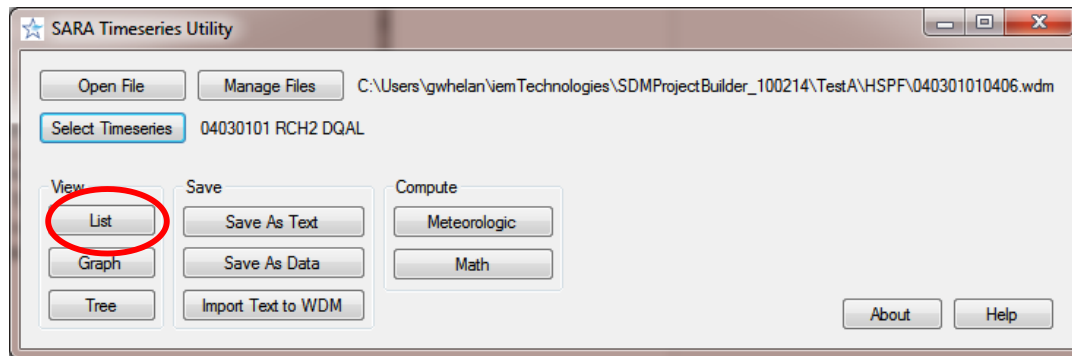 SARA Timeseries Utility
Open File Manage Files C:\Users\gwhelan\iemTechnologies\SDMProjectBuilder_100214\TestA\HSPF\040301010406.wdm
Select Timeseries 04030101 RCH2 DQAL
View Save Compute
List Save As Text Meteorologic
Graph Save As Data Math
Tree Import Text to WDM About Help